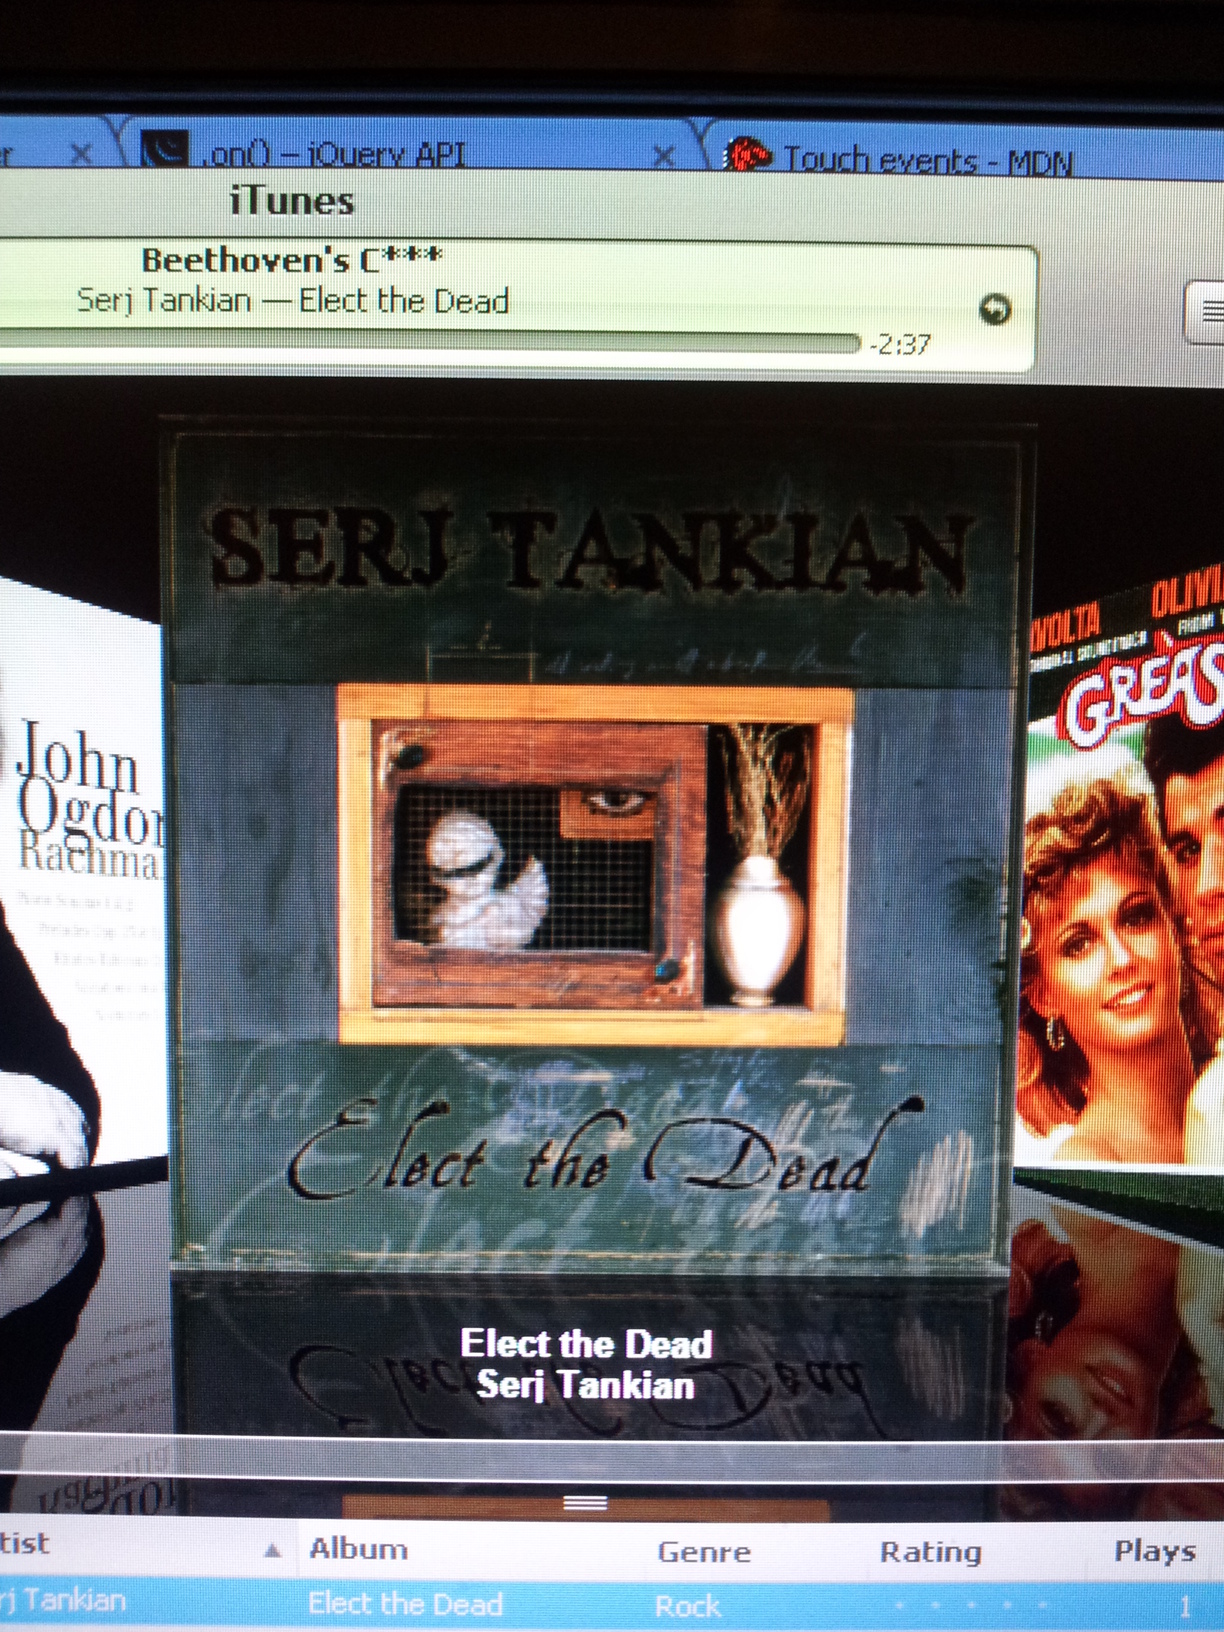 .on() – jQuery API
Touch events - MDN
iTunes
Beethoven's C***
Serj Tankian — Elect the Dead
-2:37
SERJ TANKIAN
John
Rachma
VOLTA OLIVI
FROM
GREAS
Elect the Dead
Elect the Dead
Serj Tankian
tist Album Genre Rating Plays
rj Tankian Elect the Dead Rock 1